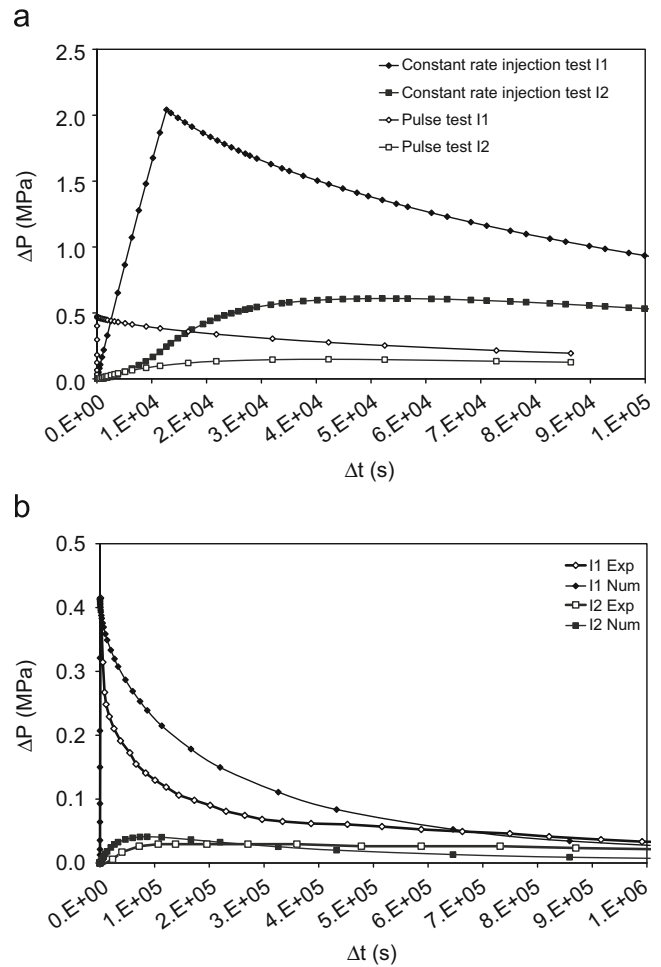 a
2.5
2.0
1.5
1.0
0.5
0.0
ΔP (MPa)
Constant rate injection test I1
Constant rate injection test I2
Pulse test I1
Pulse test I2
0.E+00
1.E+04
2.E+04
3.E+04
4.E+04
5.E+04
6.E+04
7.E+04
8.E+04
9.E+04
1.E+05
Δt (s)
b
0.5
0.4
0.3
0.2
0.1
0.0
ΔP (MPa)
I1 Exp
I1 Num
I2 Exp
I2 Num
0.E+00
1.E+05
2.E+05
3.E+05
4.E+05
5.E+05
6.E+05
7.E+05
8.E+05
9.E+05
1.E+06
Δt (s)